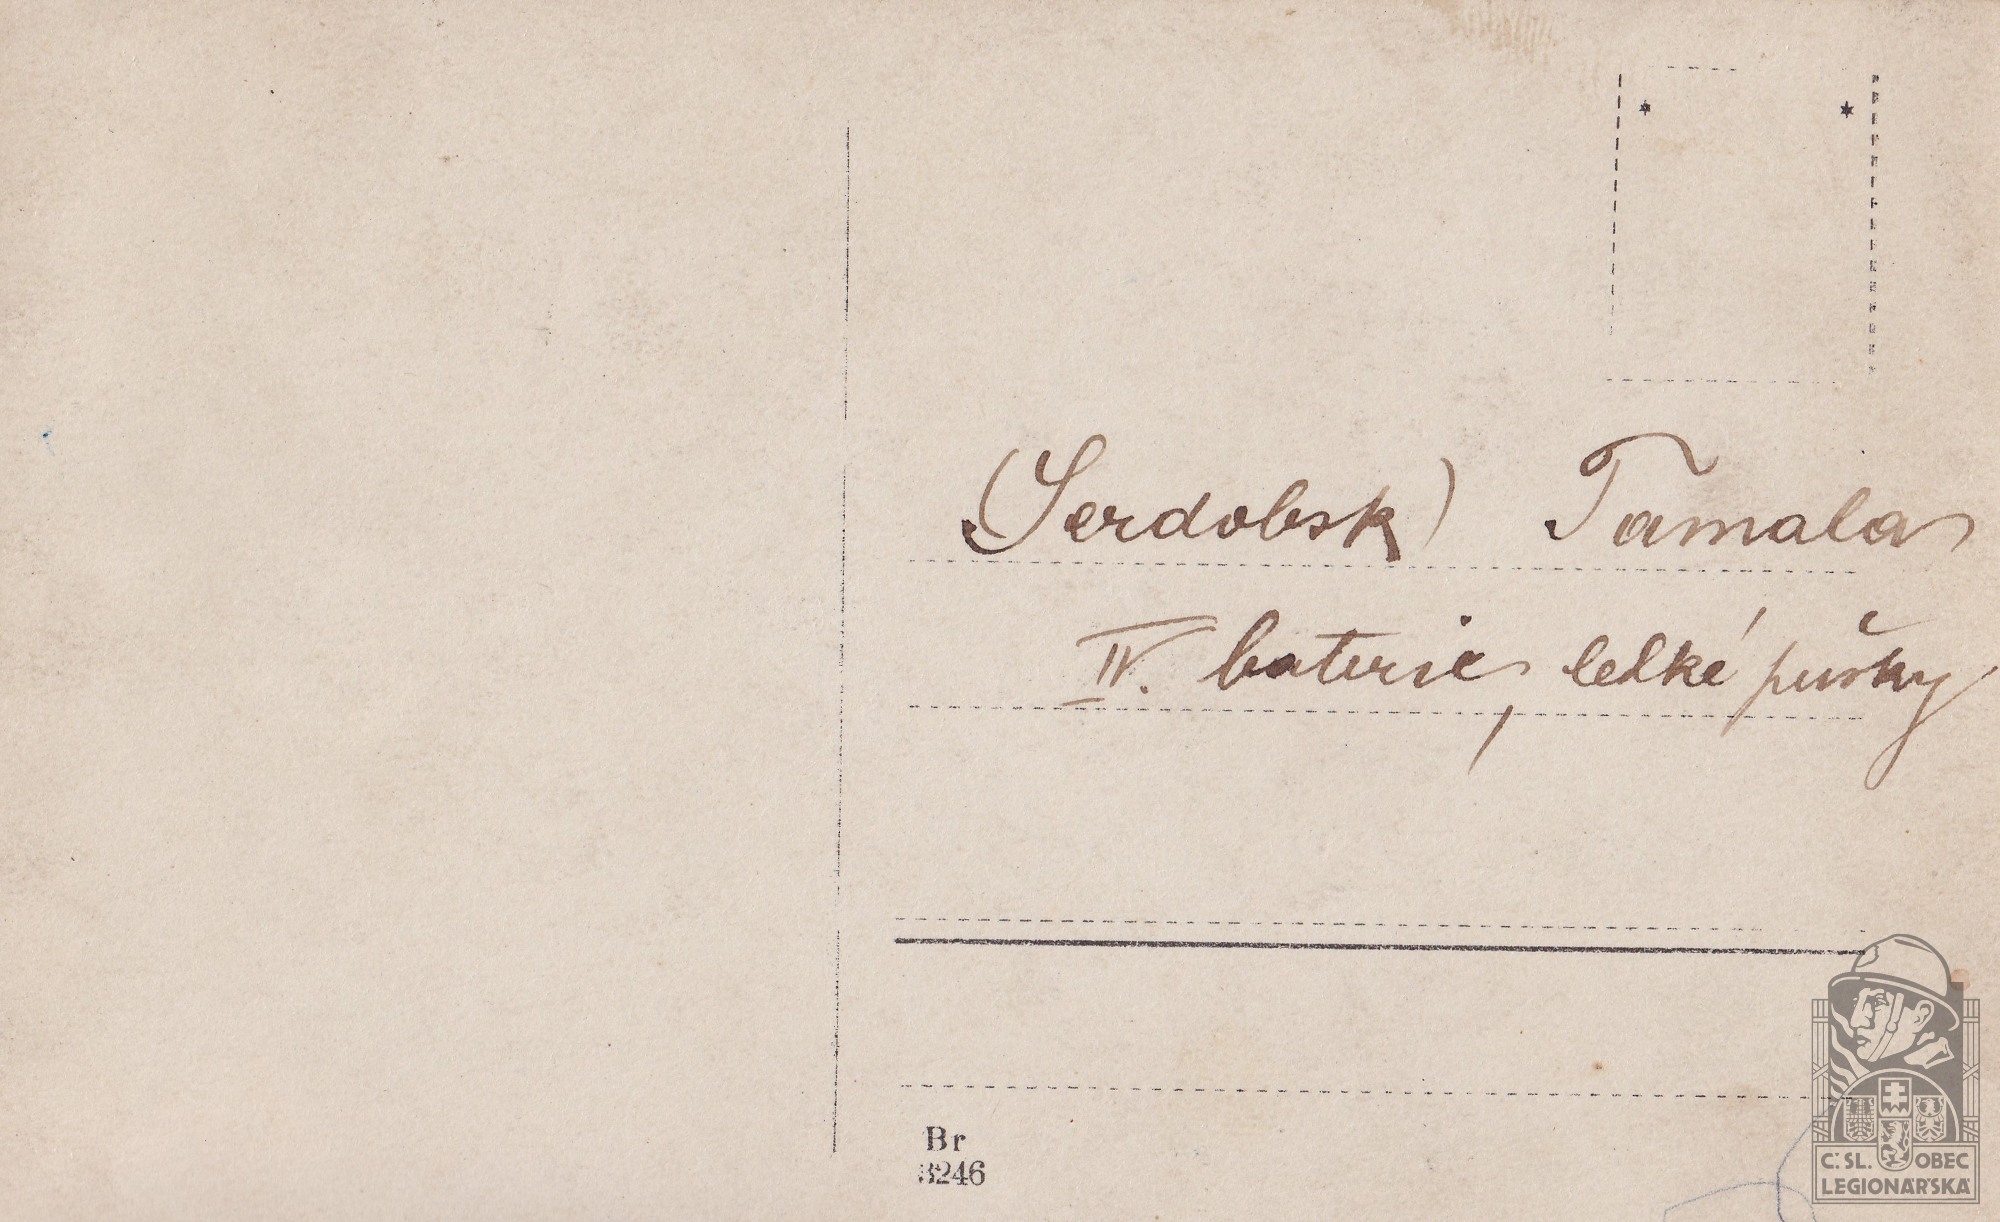 (Serdobsk) Tamala
IV. baterie, lehké pušky
Br
3246
Č. SL. OBEC
LEGIONÁŘSKÁ